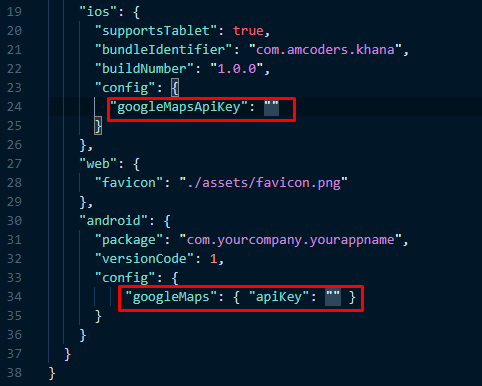 19 "ios": {
20 "supportsTablet": true,
21 "bundleIdentifier": "com.amcoders.khana",
22 "buildNumber": "1.0.0",
23 "config": {
24 "googleMapsApiKey": ""
25 }
26 },
27 "web": {
28 "favicon": "./assets/favicon.png"
29 },
30 "android": {
31 "package": "com.yourcompany.yourappname",
32 "versionCode": 1,
33 "config": {
34 "googleMaps": { "apiKey": "" }
35 }
36 }
37 }
38 }